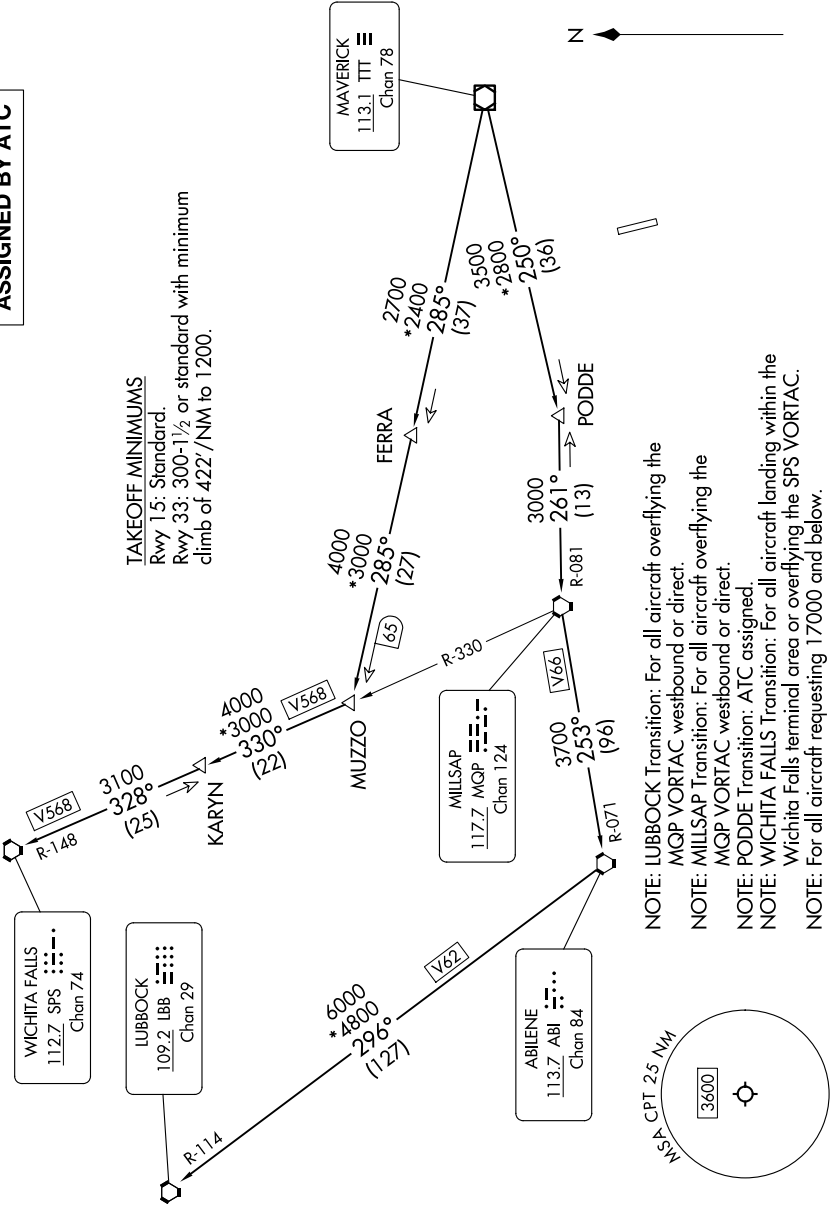 ASSIGNED BY ATC
TAKEOFF MINIMUMS
Rwy 15: Standard.
Rwy 33: 300-1½ or standard with minimum
climb of 422'/NM to 1200.
WICHITA FALLS
112.7 SPS
Chan 74
LUBBOCK
109.2 LBB
Chan 29
MAVERICK
113.1 TTT
Chan 78
MILLSAP
117.7 MQP
Chan 124
ABILENE
113.7 ABI
Chan 84
N
R-148
V568
3100
328°
(25)
KARYN
4000
*3000
330°
(22)
V568
MUZZO
65
4000
*3000
285°
(27)
FERRA
2700
*2400
285°
(37)
3500
*2800
250°
(36)
PODDE
3000
261°
(13)
R-081
R-330
V66
3700
253°
(96)
R-071
V62
6000
*4800
296°
(127)
R-114
MSA CPT 25 NM
3600
NOTE: LUBBOCK Transition: For all aircraft overflying the
MQP VORTAC westbound or direct.
NOTE: MILLSAP Transition: For all aircraft overflying the
MQP VORTAC westbound or direct.
NOTE: PODDE Transition: ATC assigned.
NOTE: WICHITA FALLS Transition: For all aircraft landing within the
Wichita Falls terminal area or overflying the SPS VORTAC.
NOTE: For all aircraft requesting 17000 and below.